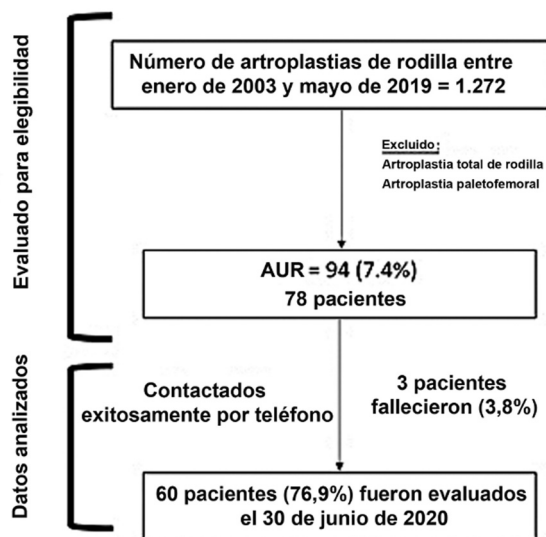 Evaluado para elegibilidad
Número de artroplastias de rodilla entre
enero de 2003 y mayo de 2019 = 1.272
Excluido:
Artroplastia total de rodilla
Artroplastia paletofemoral
AUR = 94 (7.4%)
78 pacientes
Datos analizados
Contactados
exitosamente por teléfono
3 pacientes
fallecieron (3,8%)
60 pacientes (76,9%) fueron evaluados
el 30 de junio de 2020